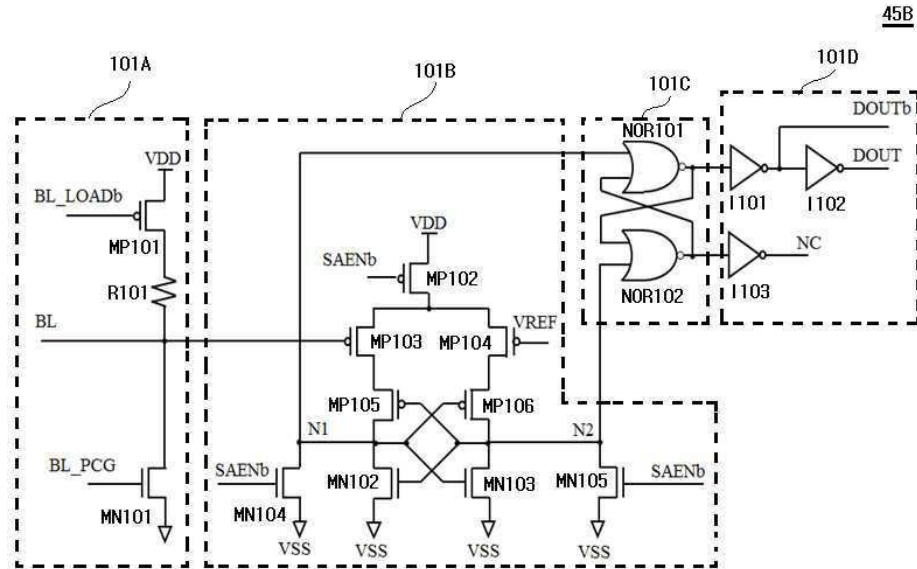 45B
101A
101B
101C
101D
NOR101
DOUTb
VDD
DOUT
BL_LOADb
I101
I102
MP101
VDD
NC
SAENb
MP102
R101
NOR102
I103
BL
MP103
MP104
VREF
MP105
MP106
N1
N2
BL_PCG
SAENb
MN102
MN103
MN105
SAENb
MN101
MN104
VSS
VSS
VSS
VSS